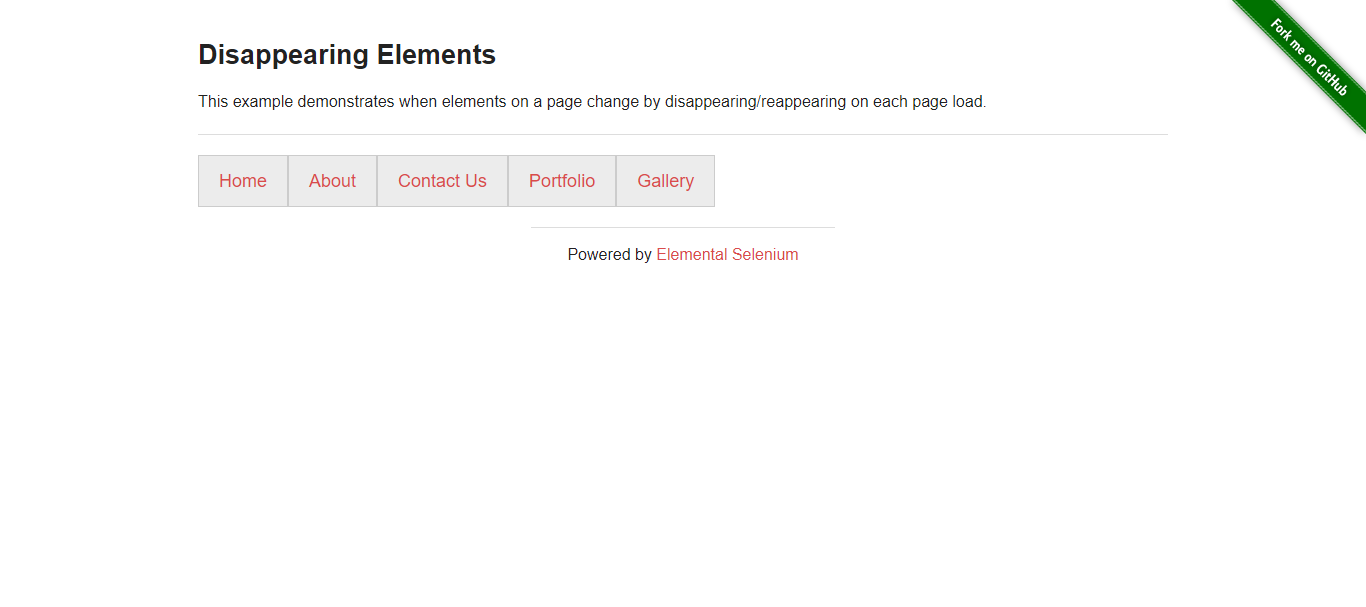 Fork me on GitHub
Disappearing Elements
This example demonstrates when elements on a page change by disappearing/reappearing on each page load.
Home About Contact Us Portfolio Gallery
Powered by Elemental Selenium